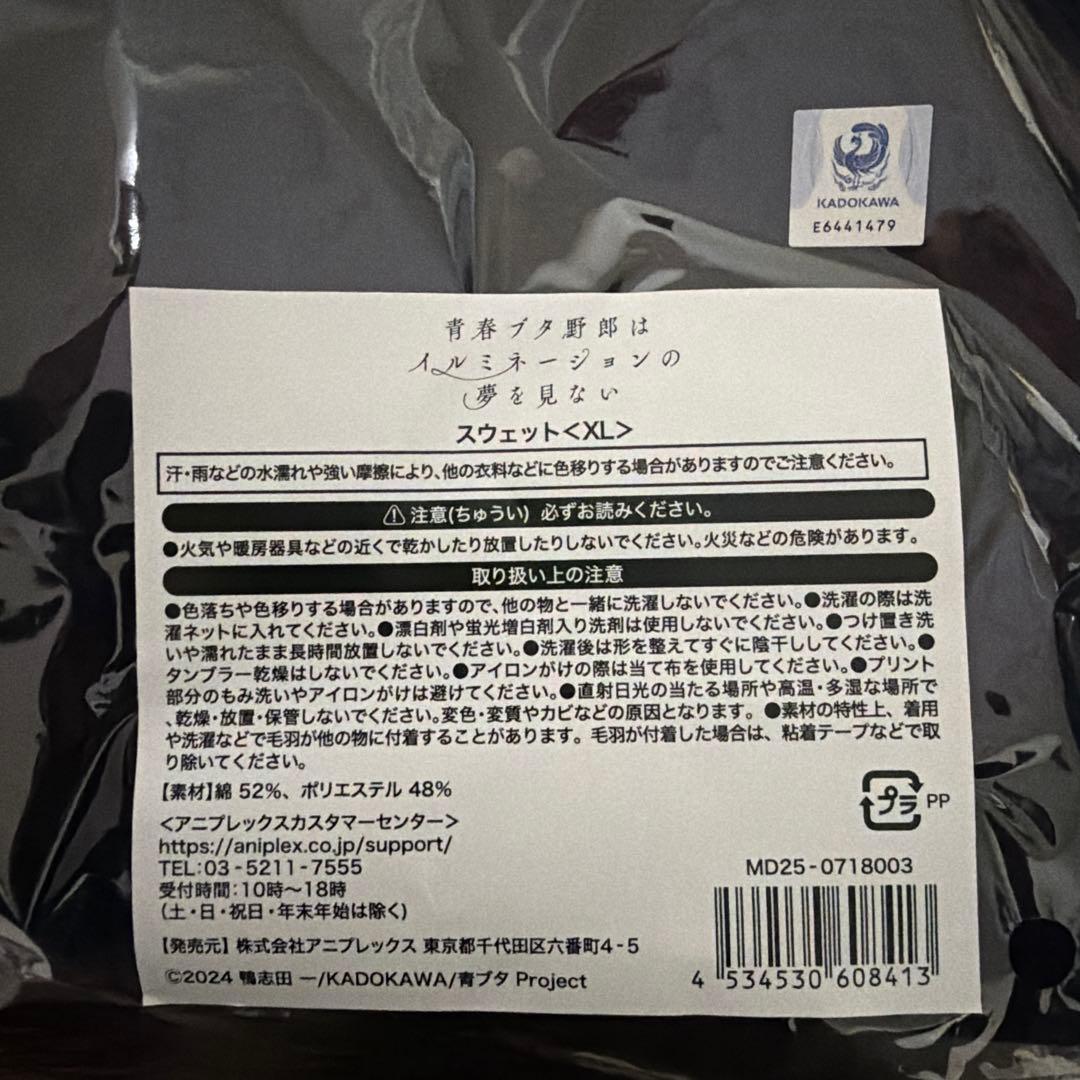 KADOKAWA
E6441479
青春ブタ野郎は
イルミネーションの
夢を見ない
スウェット<XL>
汗・雨などの水濡れや強い摩擦により、他の衣料などに色移りする場合がありますのでご注意ください。
⚠注意(ちゅうい) 必ずお読みください。
●火気や暖房器具などの近くで乾かしたり放置したりしないでください。火災などの危険があります。
取り扱い上の注意
●色落ちや色移りする場合がありますので、他の物と一緒に洗濯しないでください。●洗濯の際は洗
濯ネットに入れてください。●漂白剤や蛍光増白剤入り洗剤は使用しないでください。●つけ置き洗
いや濡れたまま長時間放置しないでください。●洗濯後は形を整えてすぐに陰干ししてください。●
タンブラー乾燥はしないでください。●アイロンがけの際は当て布を使用してください。●プリント
部分のもみ洗いやアイロンがけは避けてください。●直射日光の当たる場所や高温・多湿な場所で
、乾燥・放置・保管しないでください。変色・変質やカビなどの原因となります。 ●素材の特性上、着用
や洗濯などで毛羽が他の物に付着することがあります。毛羽が付着した場合は、粘着テープなどで取
り除いてください。
【素材】綿 52%、ポリエステル 48%
プラ PP
<アニプレックスカスタマーセンター>
https://aniplex.co.jp/support/
TEL:03-5211-7555
受付時間:10時〜18時
(土・日・祝日・年末年始は除く)
MD25-0718003
【発売元】 株式会社アニプレックス 東京都千代田区六番町4-5
©2024 鴨志田 一/KADOKAWA/青ブタ Project
4 534530 608413